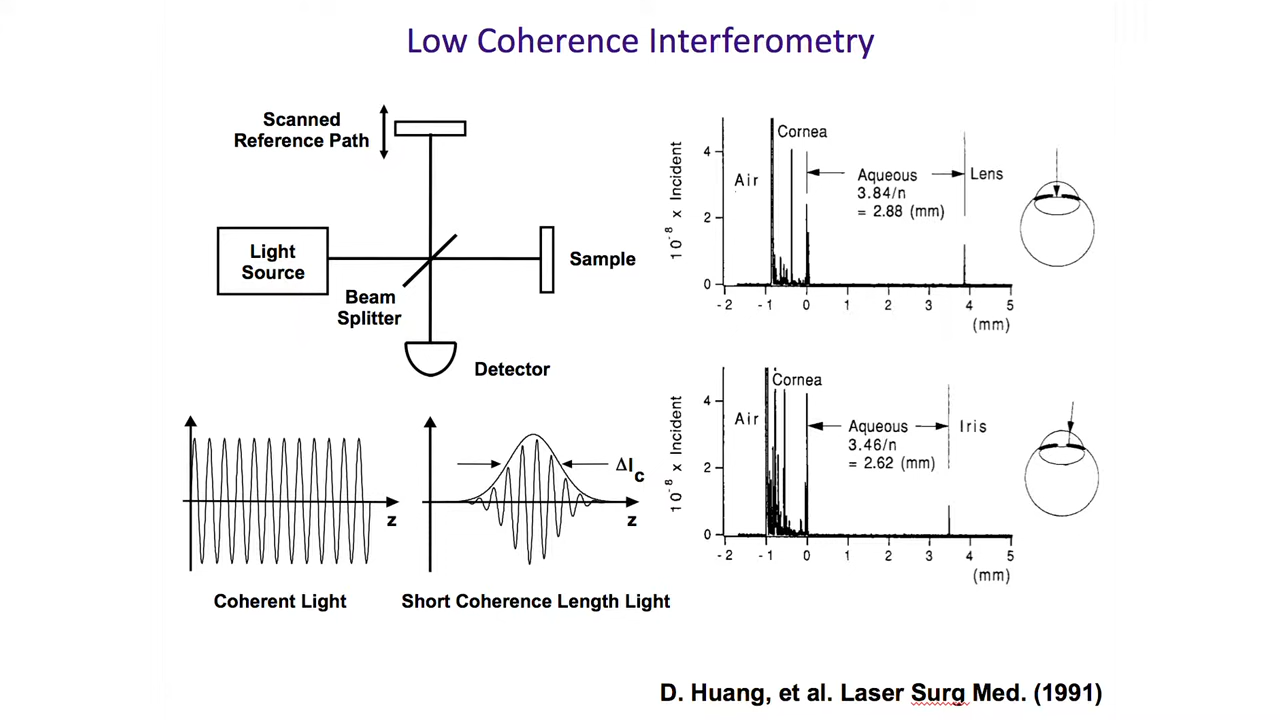 Low Coherence Interferometry
Scanned
Reference Path
Light
Source
Beam
Splitter
Sample
Detector
z
Coherent Light
Δlc
z
Short Coherence Length Light
10-8 x Incident
4
2
0
Air
Cornea
Aqueous
3.84/n
= 2.88 (mm)
Lens
-2 -1 0 1 2 3 4 5
(mm)
10-8 x Incident
4
2
0
Air
Cornea
Aqueous
3.46/n
= 2.62 (mm)
Iris
-2 -1 0 1 2 3 4 5
(mm)
D. Huang, et al. Laser Surg Med. (1991)